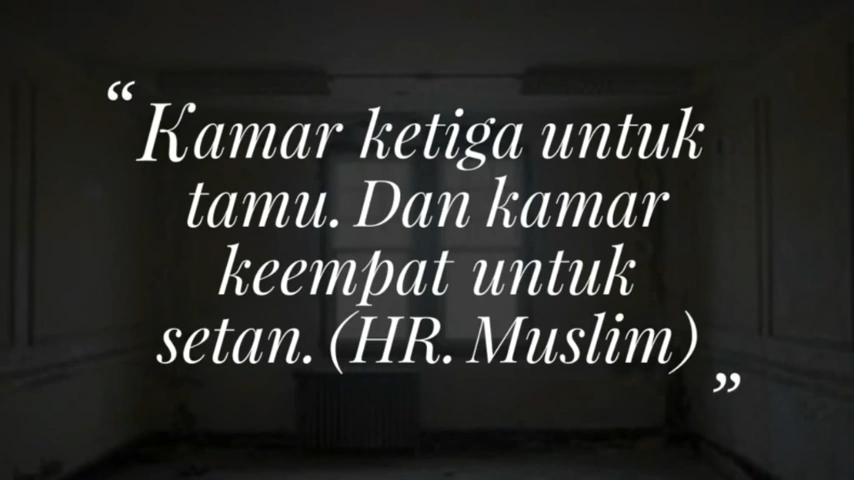 “Kamar ketiga untuk
tamu. Dan kamar
keempat untuk
setan. (HR. Muslim)”